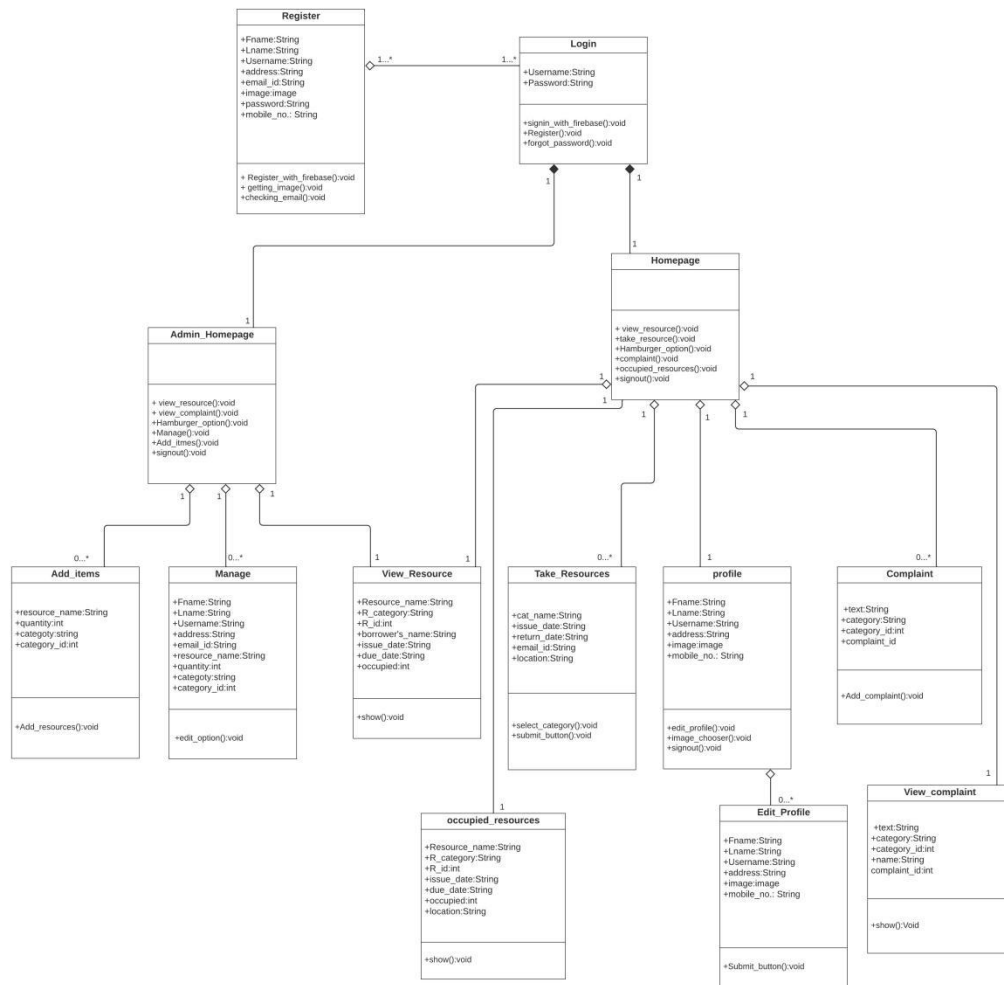 Register
+Fname:String
+Lname:String
+Username:String
+address:String
+email_id:String
+image:image
+password:String
+mobile_no.: String
+ Register_with_firebase():void
+ getting_image():void
+checking_email():void
1...*
1...*
Login
+Username:String
+Password:String
+signin_with_firebase():void
+Register():void
+forgot_password():void
1
1
1
1
Homepage
+ view_resource():void
+take_resource():void
+Hamburger_option():void
+complaint():void
+occupied_resources():void
+signout():void
Admin_Homepage
+ view_resource():void
+ view_complaint():void
+Hamburger_option():void
+Manage():void
+Add_itmes():void
+signout():void
1
1
1
1
1
1
1
1
1
0...*
0...*
1
1
0...*
1
0...*
Add_items
+resource_name:String
+quantity:int
+categoty:string
+category_id:int
+Add_resources():void
Manage
+Fname:String
+Lname:String
+Username:String
+address:String
+email_id:String
+resource_name:String
+quantity:int
+categoty:string
+category_id:int
+edit_option():void
View_Resource
+Resource_name:String
+R_category:String
+R_id:int
+borrower's_name:String
+issue_date:String
+due_date:String
+occupied:int
+show():void
Take_Resources
+cat_name:String
+issue_date:String
+return_date:String
+email_id:String
+location:String
+select_category():void
+submit_button():void
profile
+Fname:String
+Lname:String
+Username:String
+address:String
+image:image
+mobile_no.: String
+edit_profile():void
+image_chooser():void
+signout():void
Complaint
+text:String
+category:String
+category_id:int
+complaint_id
+Add_complaint():void
1
occupied_resources
+Resource_name:String
+R_category:String
+R_id:int
+issue_date:String
+due_date:String
+occupied:int
+location:String
+show():void
1
0...*
Edit_Profile
+Fname:String
+Lname:String
+Username:String
+address:String
+image:image
+mobile_no.: String
+Submit_button():void
1
View_complaint
+text:String
+category:String
+category_id:int
+name:String
complaint_id:int
+show():Void